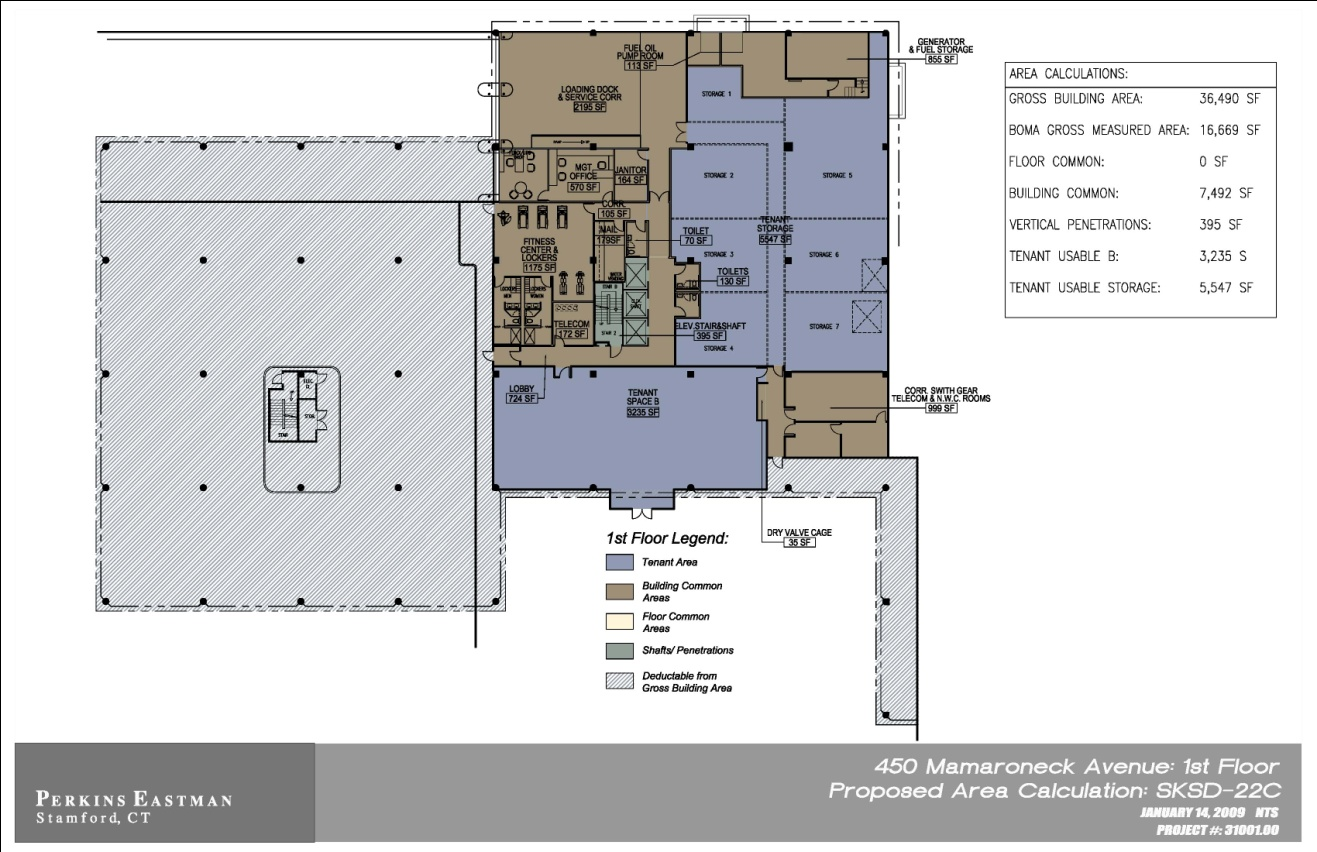 GENERATOR
& FUEL STORAGE
855 SF
FUEL OIL
PUMP ROOM
113 SF
LOADING DOCK
& SERVICE CORR
2195 SF
STORAGE 1
AREA CALCULATIONS:
GROSS BUILDING AREA: 36,490 SF
BOMA GROSS MEASURED AREA: 16,669 SF
FLOOR COMMON: 0 SF
BUILDING COMMON: 7,492 SF
VERTICAL PENETRATIONS: 395 SF
TENANT USABLE B: 3,235 S
TENANT USABLE STORAGE: 5,547 SF
MGT.
OFFICE
570 SF
JANITOR
164 SF
STORAGE 2
STORAGE 5
CORR.
105 SF
MAIL
179SF
TOILET
70 SF
TENANT
STORAGE
5547 SF
FITNESS
CENTER &
LOCKERS
1175 SF
STORAGE 3
STORAGE 6
TOILETS
130 SF
LOCKERS
MEN
LOCKERS
WOMEN
TELECOM
172 SF
STAIR 2
ELEV.STAIR&SHAFT
395 SF
STORAGE 4
STORAGE 7
LOBBY
724 SF
TENANT
SPACE B
3235 SF
CORR. SWITH GEAR
TELECOM & N.W.C. ROOMS
999 SF
STAIR
DRY VALVE CAGE
35 SF
1st Floor Legend:
Tenant Area
Building Common
Areas
Floor Common
Areas
Shafts/ Penetrations
Deductable from
Gross Building Area
PERKINS EASTMAN
Stamford, CT
450 Mamaroneck Avenue: 1st Floor
Proposed Area Calculation: SKSD-22C
JANUARY 14, 2009 NTS
PROJECT #: 31001.00